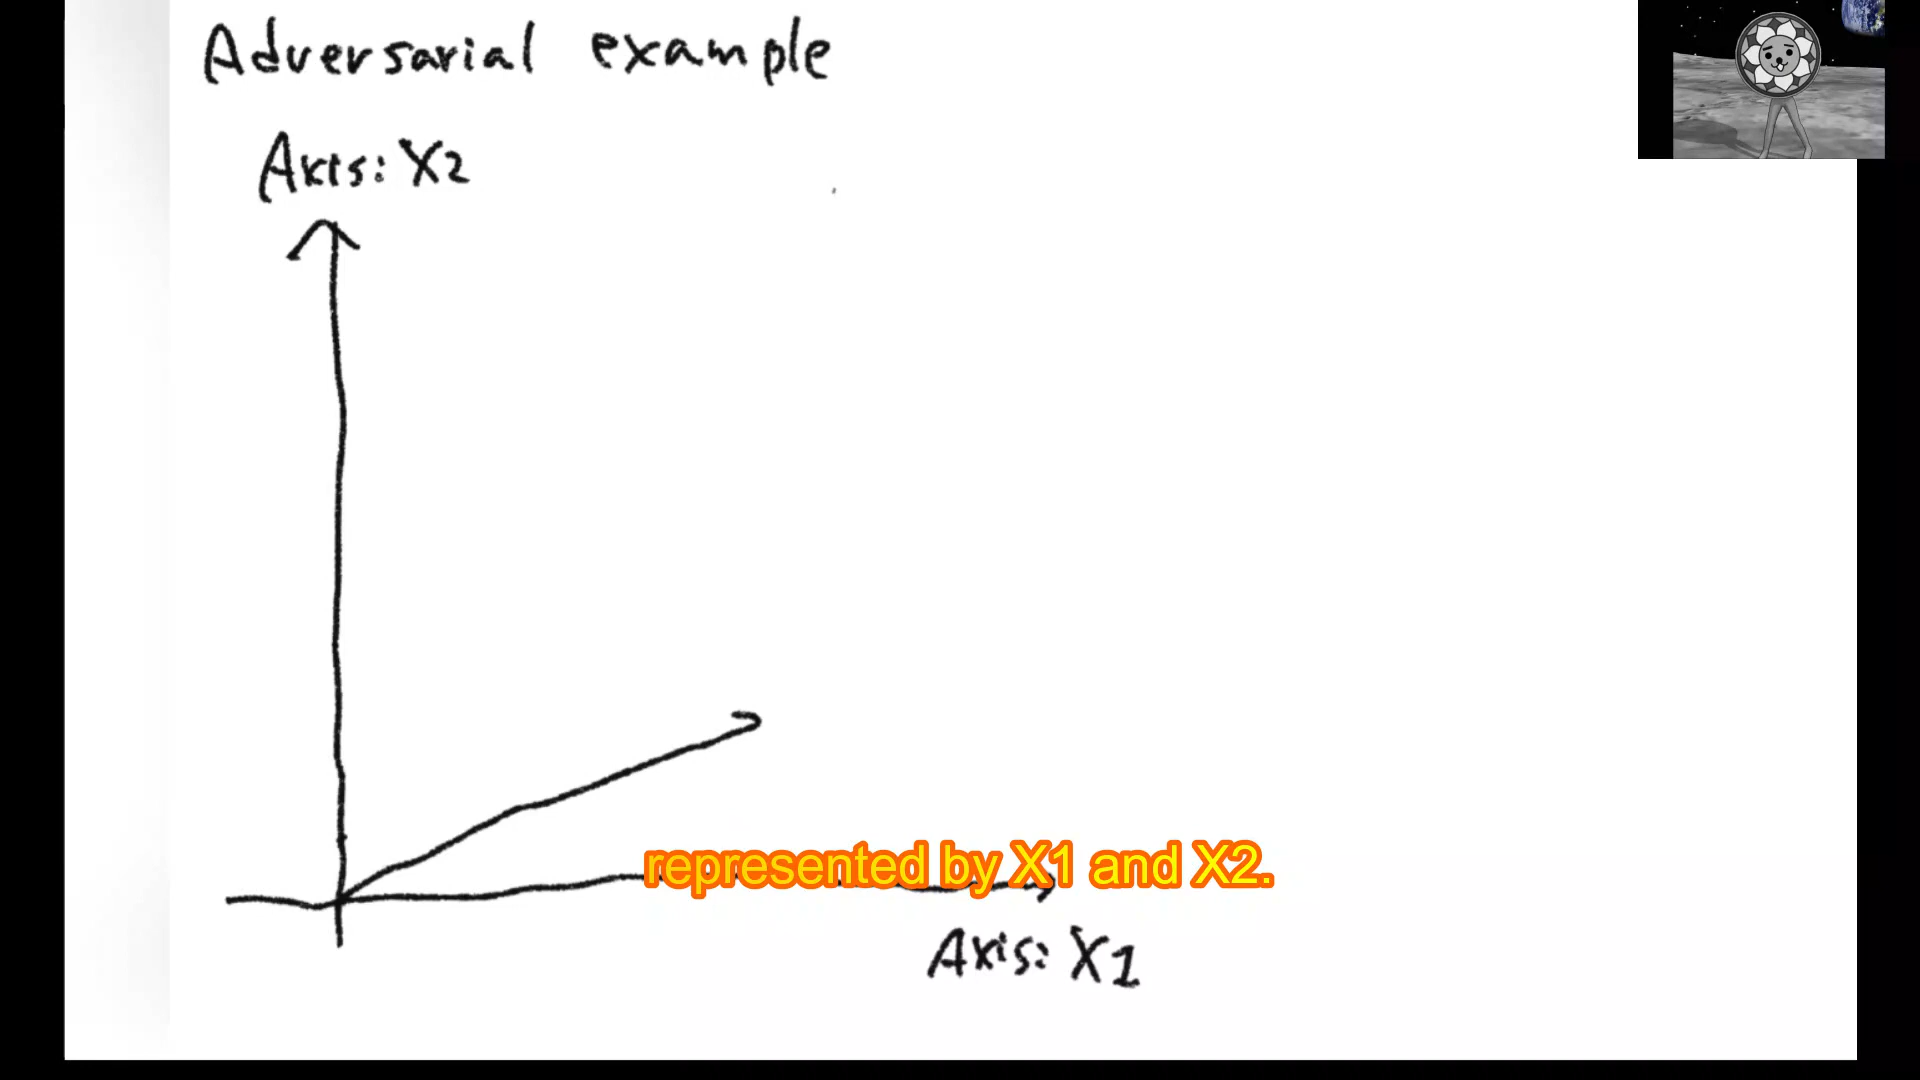 Adversarial example
Axis: X2
represented by X1 and X2.
Axis: X1